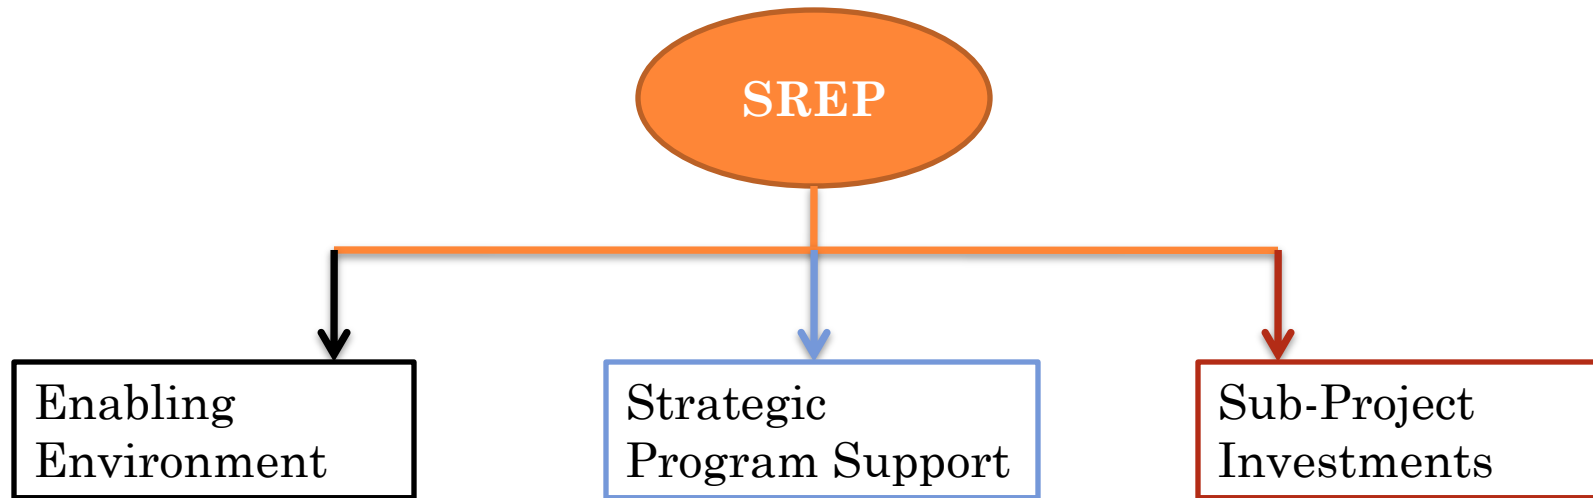 SREP
Enabling
Environment
Strategic
Program Support
Sub-Project
Investments